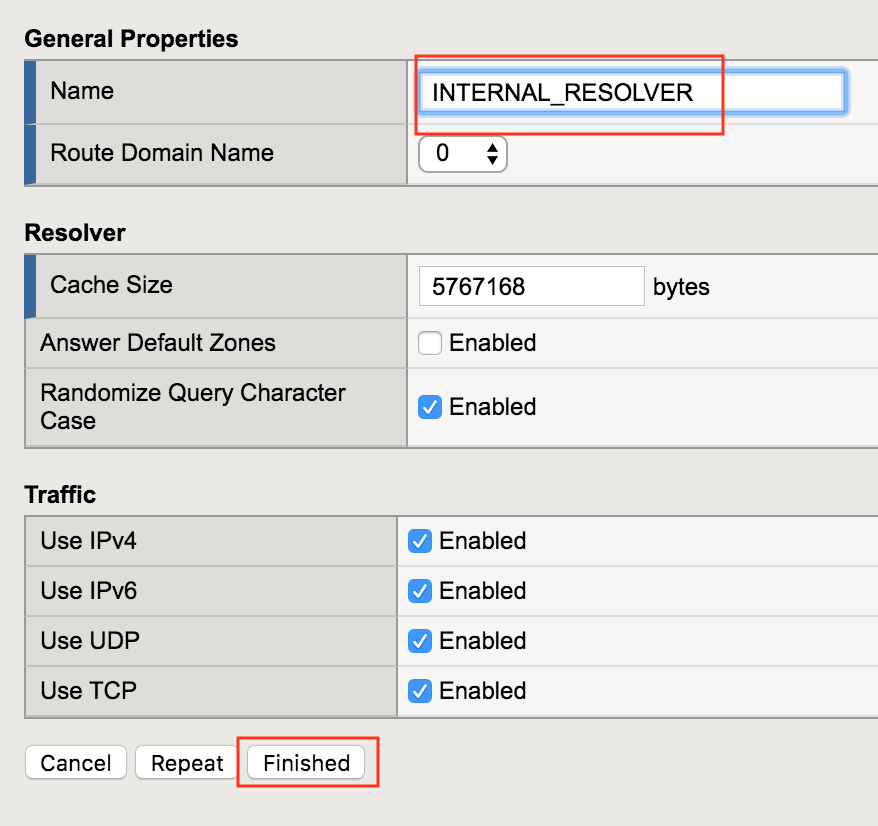 General Properties
Name INTERNAL_RESOLVER
Route Domain Name 0
Resolver
Cache Size 5767168 bytes
Answer Default Zones Enabled
Randomize Query Character
Case Enabled
Traffic
Use IPv4 Enabled
Use IPv6 Enabled
Use UDP Enabled
Use TCP Enabled
Cancel Repeat Finished